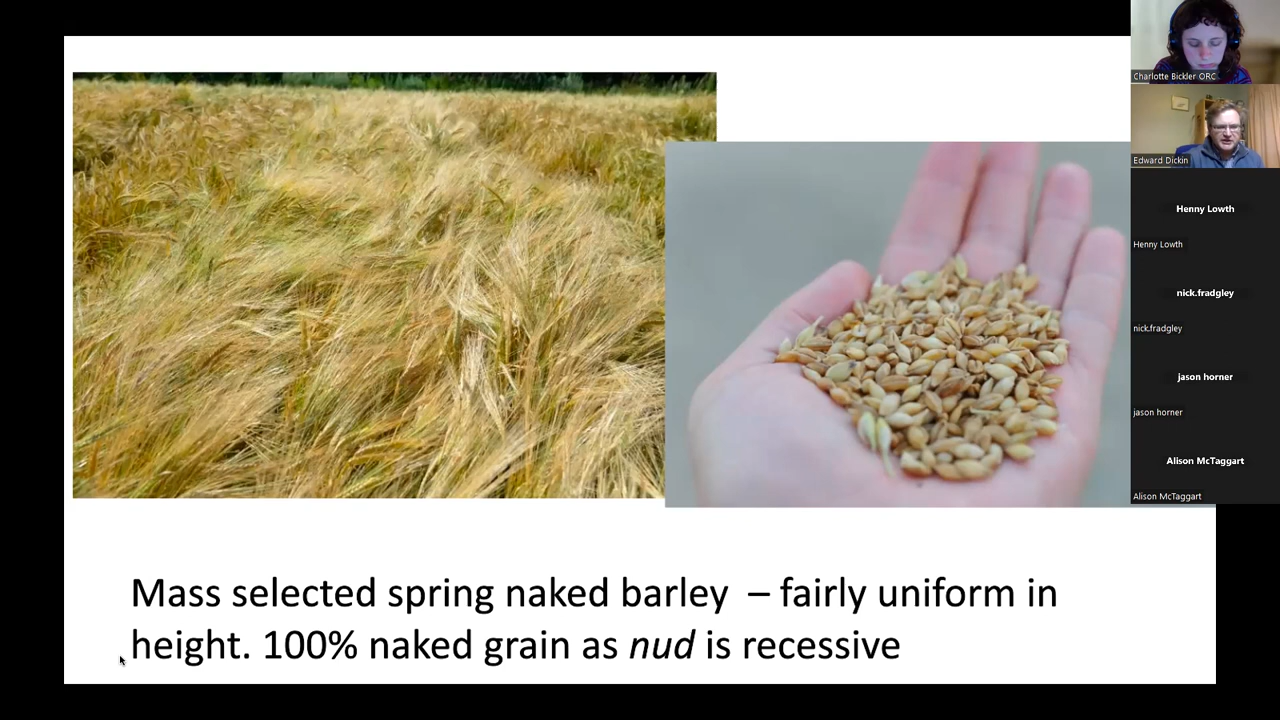 Charlotte Bickler ORC
Edward Dickin
Henny Lowth
Henny Lowth
nick.fradgley
nick.fradgley
jason horner
jason horner
Alison McTaggart
Alison McTaggart
Mass selected spring naked barley – fairly uniform in
height. 100% naked grain as nud is recessive